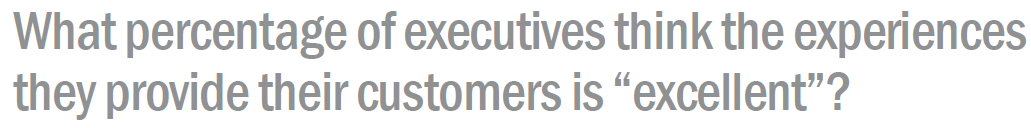 What percentage of executives think the experiences
they provide their customers is “excellent”?